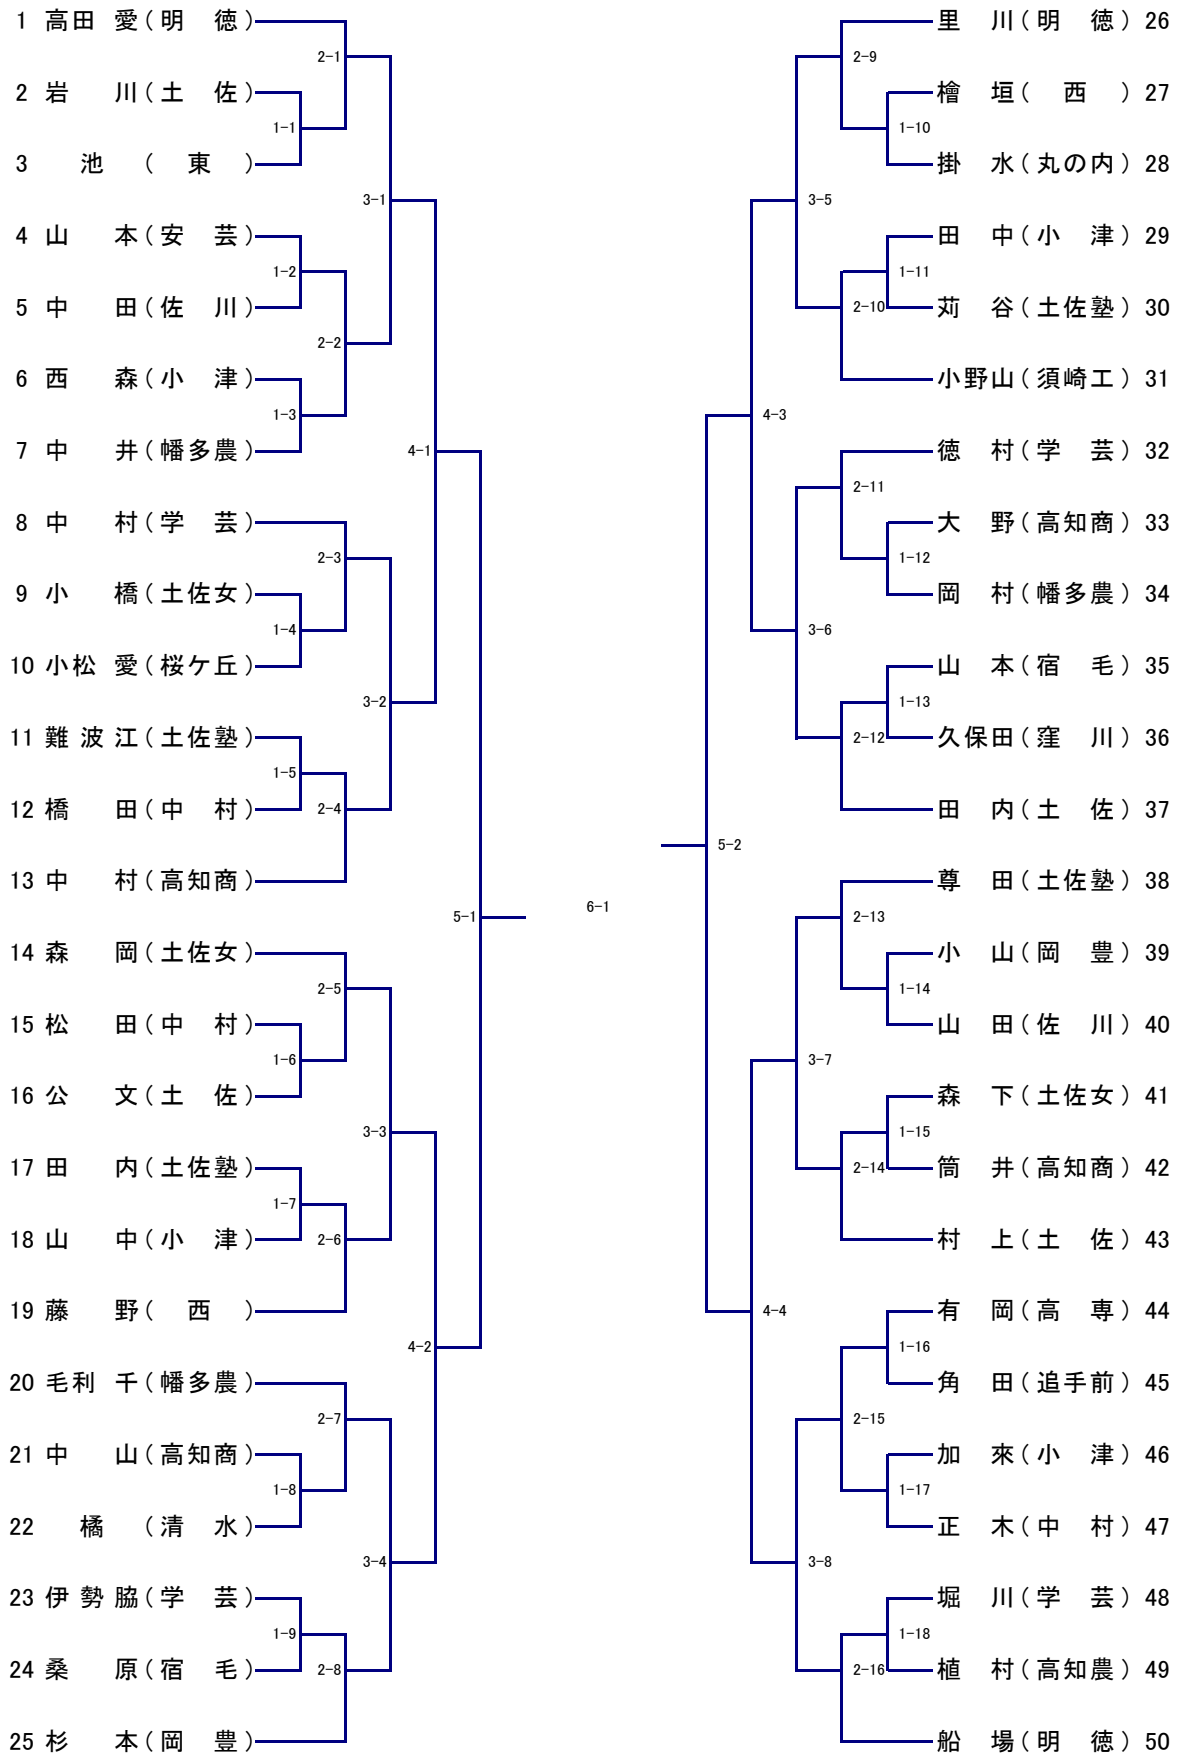 1 高田 愛(明 徳)
2-1
2 岩 川(土 佐)
1-1
3 池 (東)
3-1
4 山 本(安 芸)
1-2
5 中 田(佐 川)
2-2
6 西 森(小 津)
1-3
7 中 井(幡多農)
4-1
8 中 村(学 芸)
2-3
9 小 橋(土佐女)
1-4
10 小松 愛(桜ケ丘)
3-2
11 難波江(土佐塾)
1-5
12 橋 田(中 村)
2-4
13 中 村(高知商)
5-1
14 森 岡(土佐女)
2-5
15 松 田(中 村)
1-6
16 公 文(土 佐)
3-3
17 田 内(土佐塾)
1-7
18 山 中(小 津)
2-6
19 藤 野(西)
4-2
20 毛利 千(幡多農)
2-7
21 中 山(高知商)
1-8
22 橘 (清 水)
3-4
23 伊勢脇(学 芸)
1-9
24 桑 原(宿 毛)
2-8
25 杉 本(岡 豊)
6-1
里 川(明 徳) 26
2-9
檜 垣(西) 27
1-10
掛 水(丸の内) 28
3-5
田 中(小 津) 29
1-11
苅 谷(土佐塾) 30
2-10
小野山(須崎工) 31
4-3
徳 村(学 芸) 32
2-11
大 野(高知商) 33
1-12
岡 村(幡多農) 34
3-6
山 本(宿 毛) 35
1-13
久保田(窪 川) 36
2-12
田 内(土 佐) 37
5-2
尊 田(土佐塾) 38
2-13
小 山(岡 豊) 39
1-14
山 田(佐 川) 40
3-7
森 下(土佐女) 41
1-15
筒 井(高知商) 42
2-14
村 上(土 佐) 43
4-4
有 岡(高 専) 44
1-16
角 田(追手前) 45
2-15
加 來(小 津) 46
1-17
正 木(中 村) 47
3-8
堀 川(学 芸) 48
1-18
植 村(高知農) 49
2-16
船 場(明 徳) 50